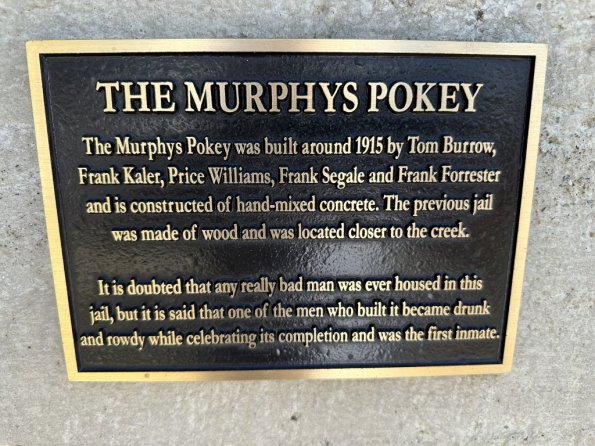 THE MURPHYS POKEY
The Murphys Pokey was built around 1915 by Tom Burrow,
Frank Kaler, Price Williams, Frank Segale and Frank Forrester
and is constructed of hand-mixed concrete. The previous jail
was made of wood and was located closer to the creek.
It is doubted that any really bad man was ever housed in this
jail, but it is said that one of the men who built it became drunk
and rowdy while celebrating its completion and was the first inmate.